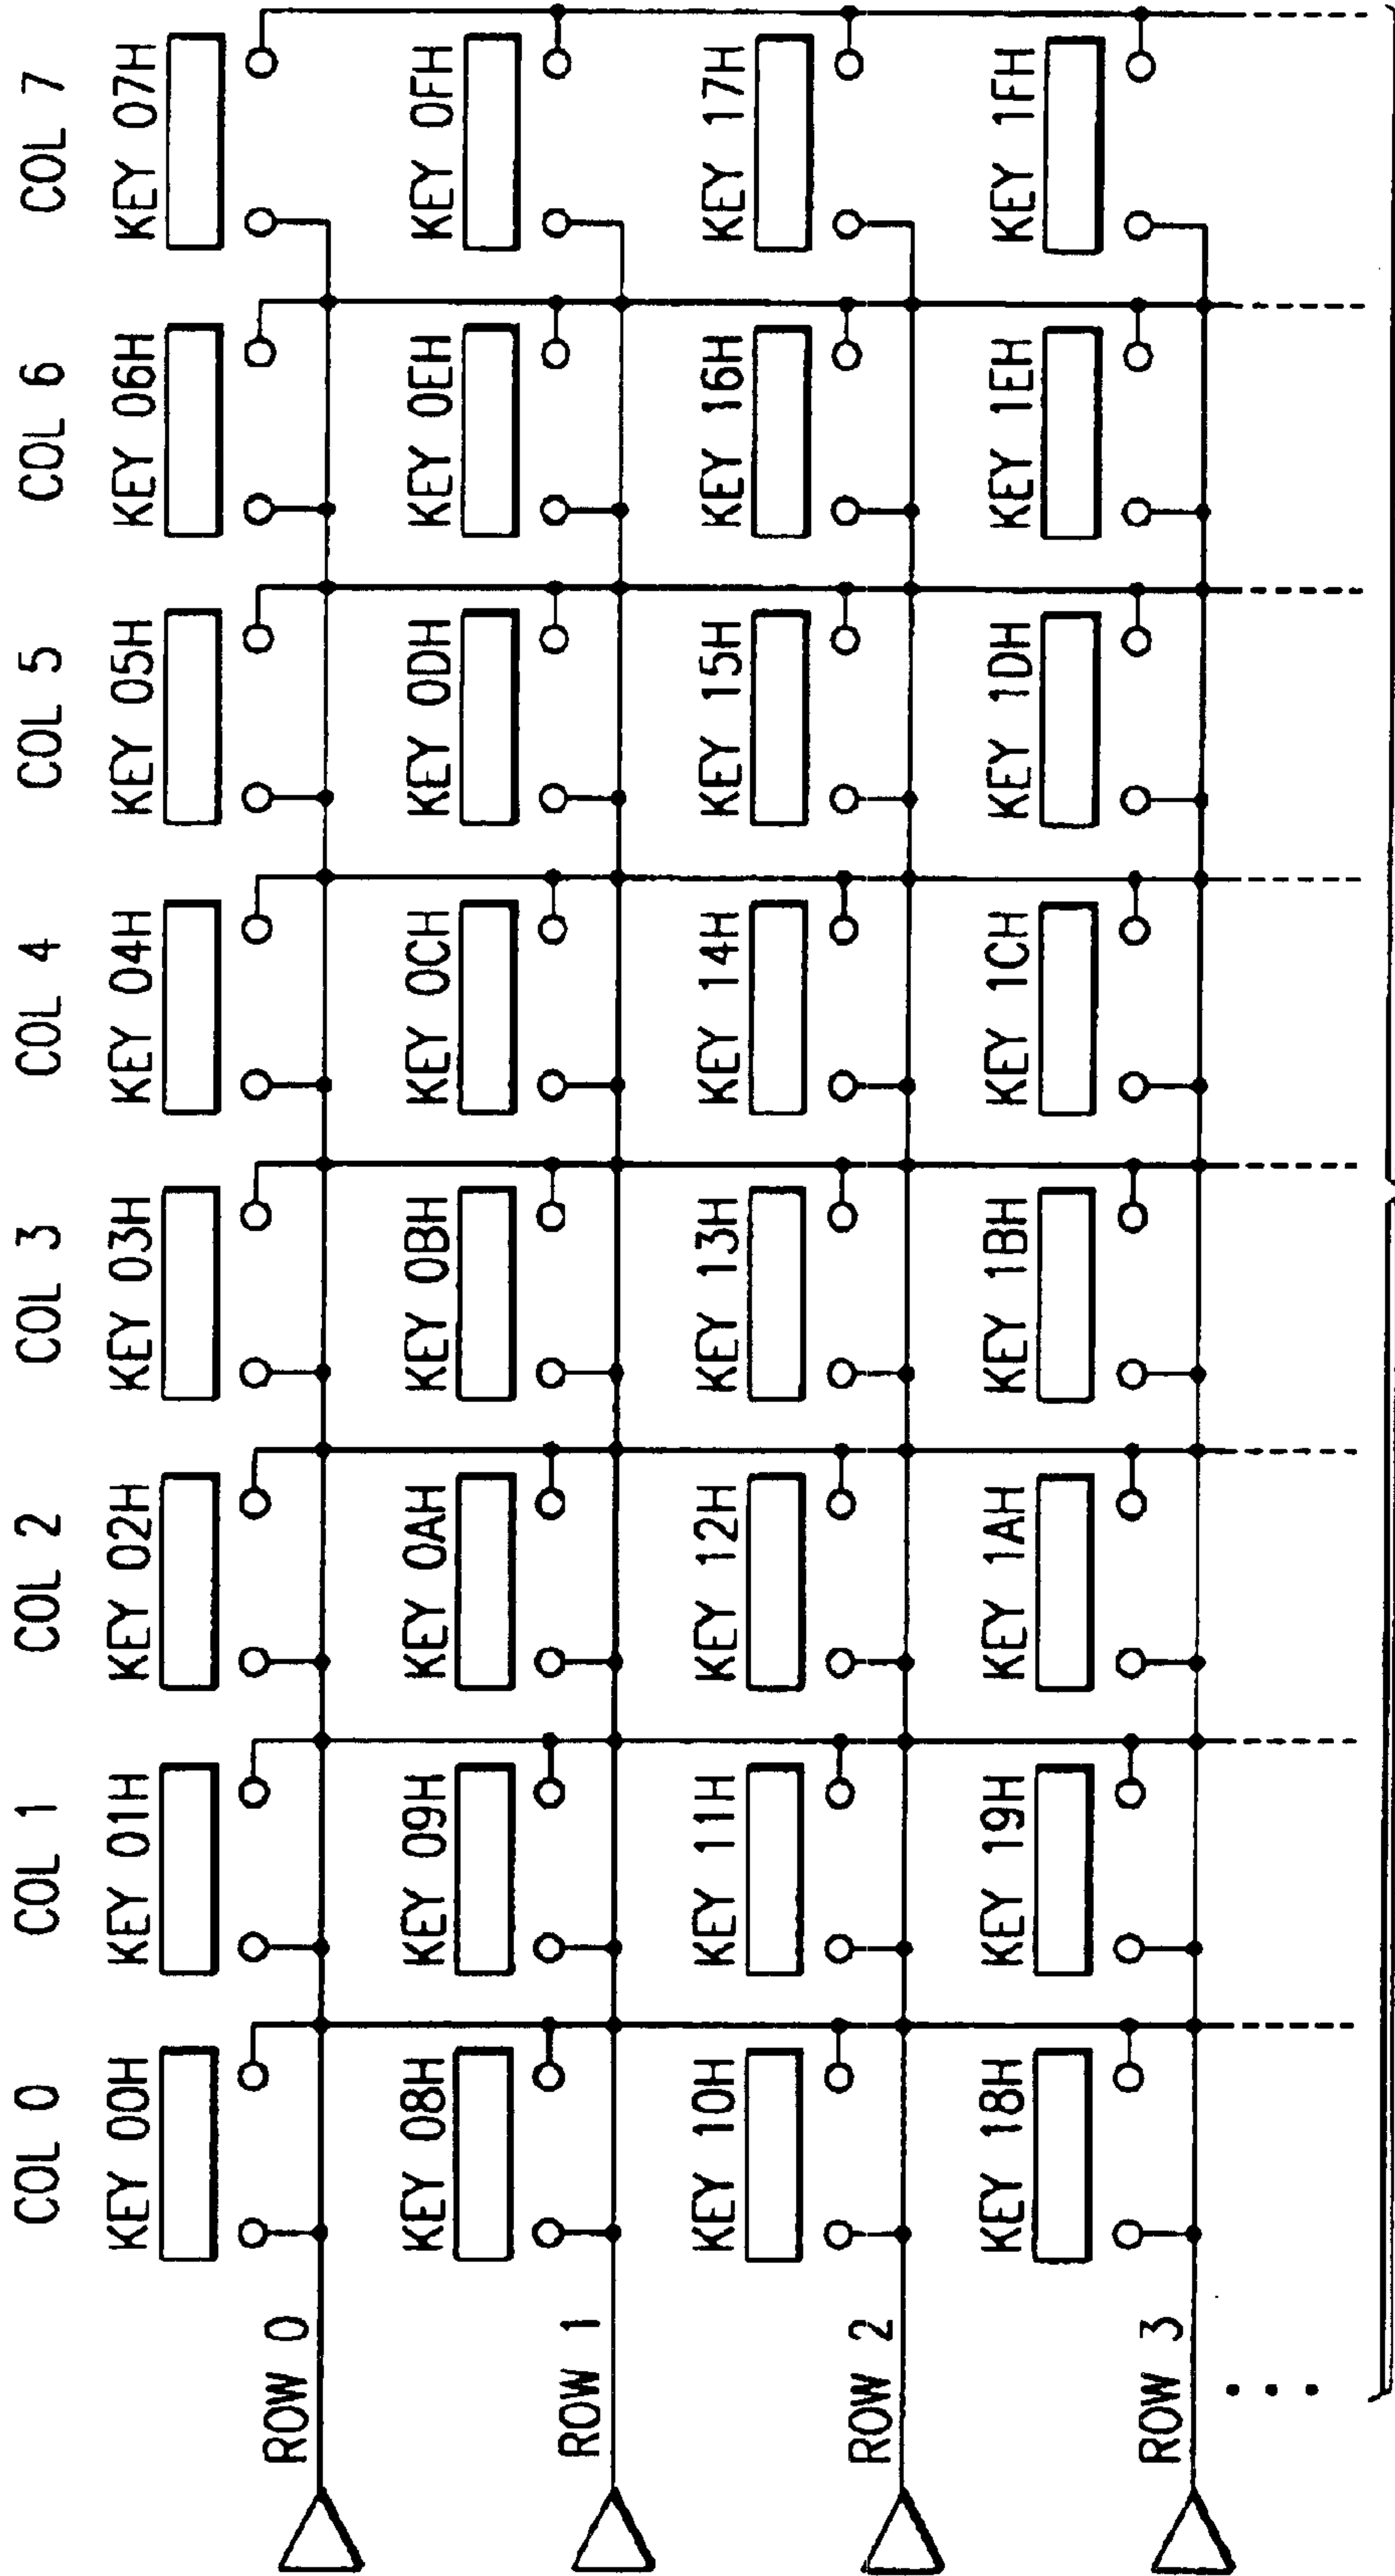 COL 0 COL 1 COL 2 COL 3 COL 4 COL 5 COL 6 COL 7
KEY 00H KEY 01H KEY 02H KEY 03H KEY 04H KEY 05H KEY 06H KEY 07H
ROW 0
KEY 08H KEY 09H KEY 0AH KEY 0BH KEY 0CH KEY 0DH KEY 0EH KEY 0FH
ROW 1
KEY 10H KEY 11H KEY 12H KEY 13H KEY 14H KEY 15H KEY 16H KEY 17H
ROW 2
KEY 18H KEY 19H KEY 1AH KEY 1BH KEY 1CH KEY 1DH KEY 1EH KEY 1FH
ROW 3